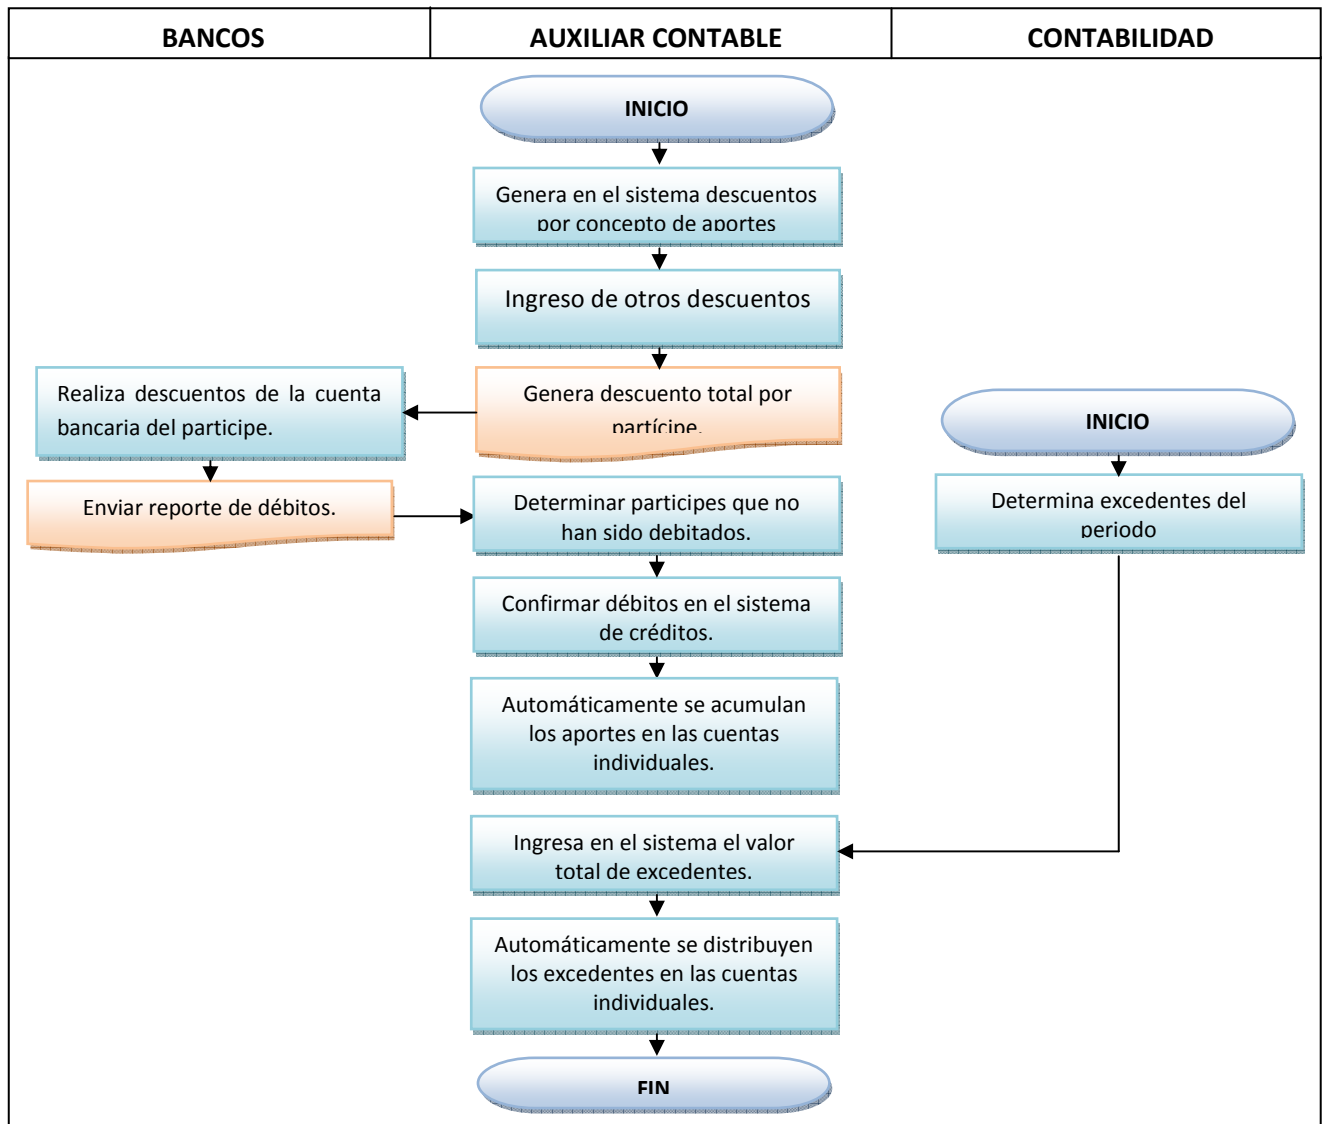 BANCOS
AUXILIAR CONTABLE
CONTABILIDAD
INICIO
Genera en el sistema descuentos
por concepto de aportes
Ingreso de otros descuentos
Genera descuento total por
partícipe.
Realiza descuentos de la cuenta
bancaria del participe.
Enviar reporte de débitos.
Determinar participes que no
han sido debitados.
Confirmar débitos en el sistema
de créditos.
Automáticamente se acumulan
los aportes en las cuentas
individuales.
INICIO
Determina excedentes del
periodo
Ingresa en el sistema el valor
total de excedentes.
Automáticamente se distribuyen
los excedentes en las cuentas
individuales.
FIN